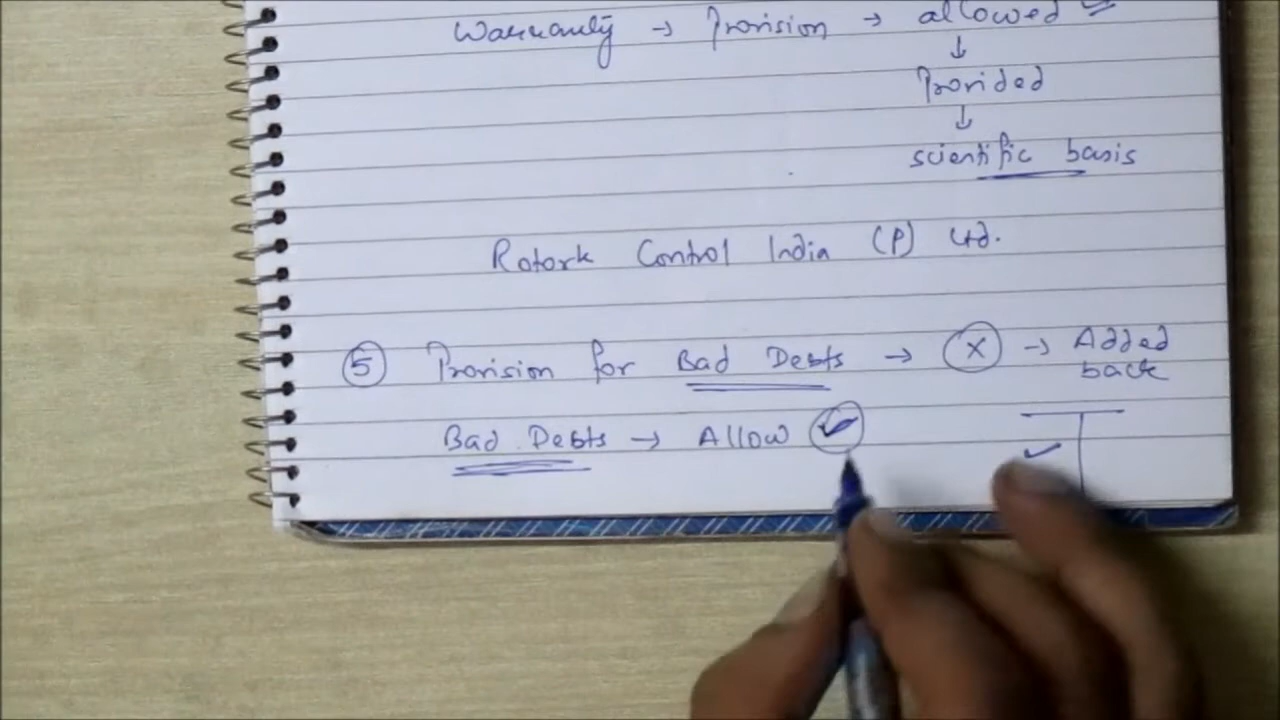 Warranty → Provision → allowed
↓
Provided
↓
scientific basis
Rotork Control India (P) Ltd.
5 Provision for Bad Debts → X → Added back
Bad Debts → Allow ✓